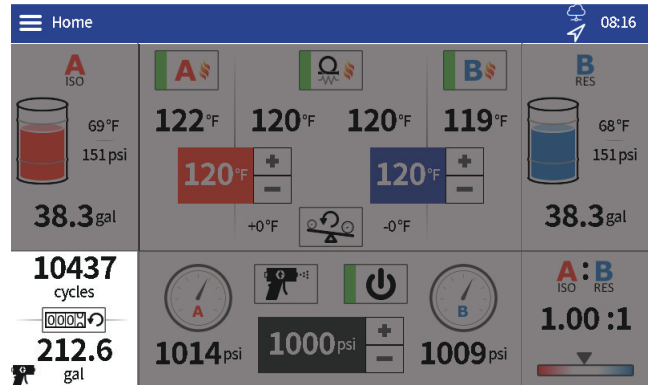 Home
08:16
A
ISO
69°F
151 psi
38.3 gal
A
B
122°F
120°F
120°F
119°F
120°F
+
−
120°F
+
−
+0°F
-0°F
B
RES
68°F
151 psi
38.3 gal
10437
cycles
000
212.6
gal
A
1014 psi
1000 psi
+
−
B
1009 psi
A : B
ISO RES
1.00 :1